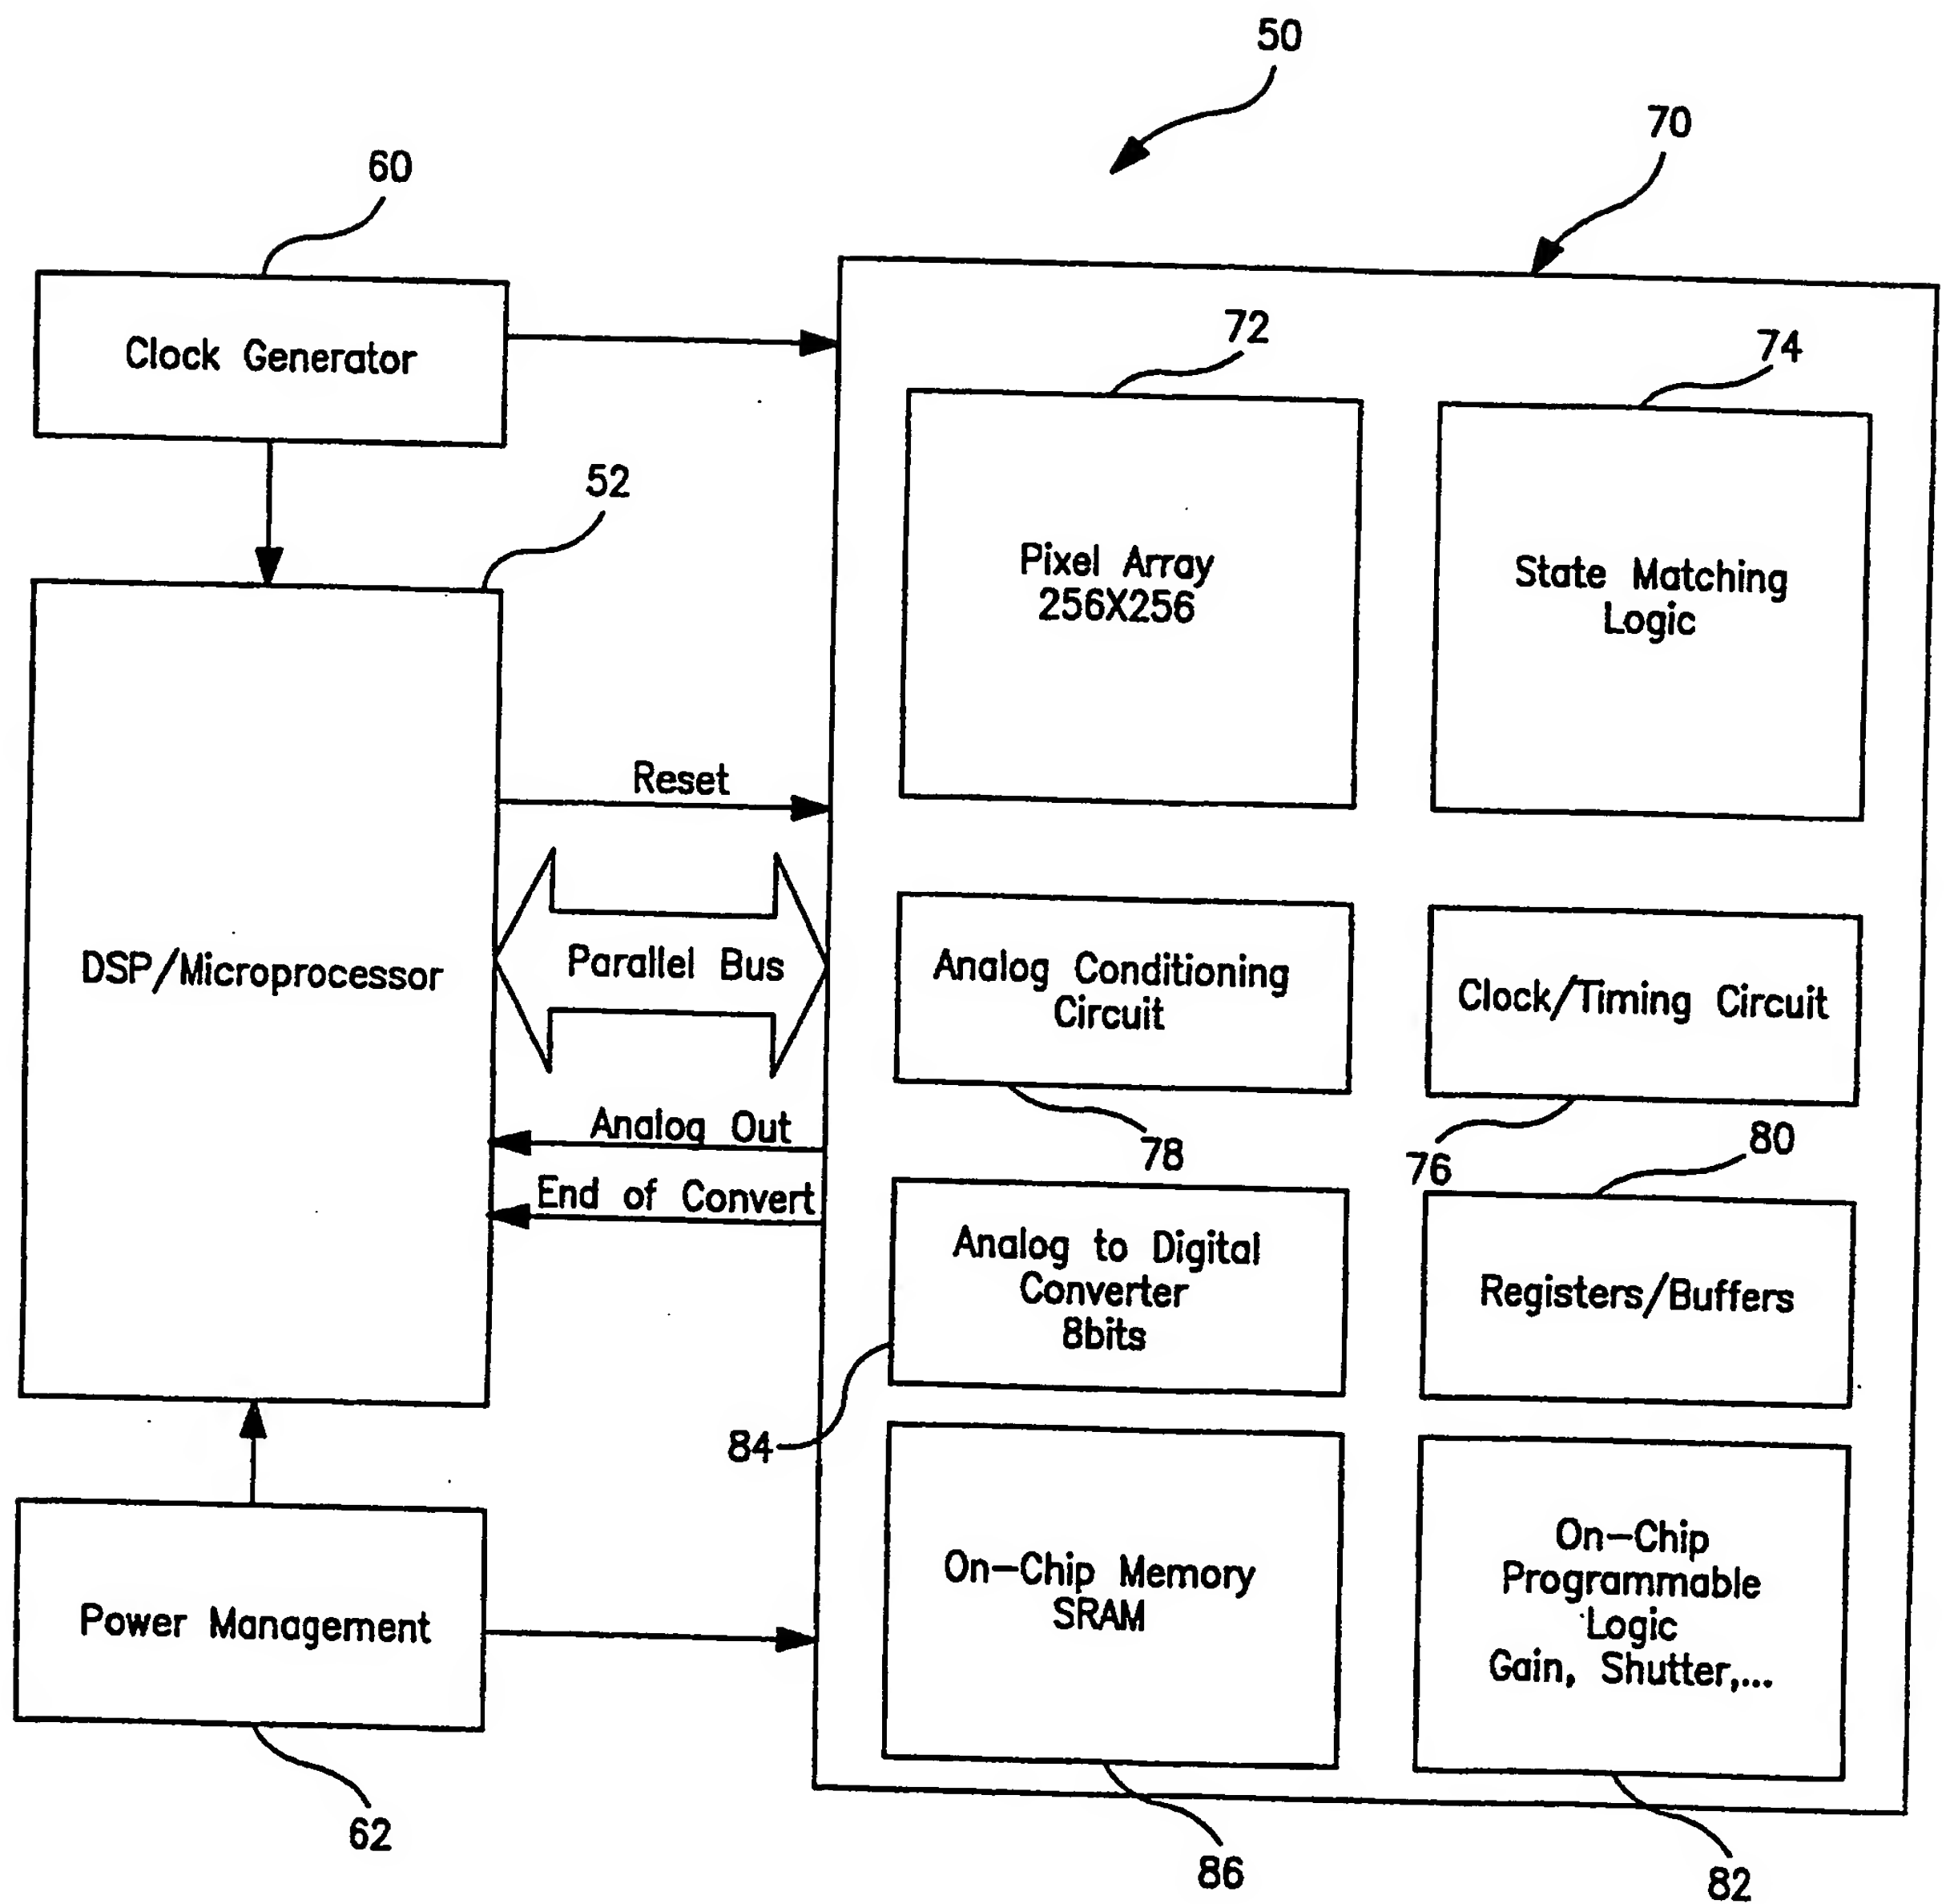 50
70
60
Clock Generator
72
74
52
Pixel Array
256X256
State Matching
Logic
Reset
DSP/Microprocessor
Parallel Bus
Analog Conditioning
Circuit
Clock/Timing Circuit
Analog Out
78
76
80
End of Convert
Analog to Digital
Converter
8bits
Registers/Buffers
84
On-Chip Memory
SRAM
On-Chip
Programmable
Logic
Gain, Shutter,...
Power Management
62
86
82